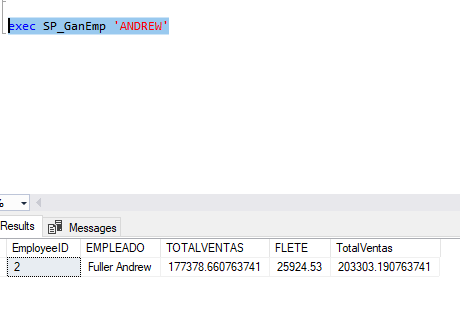 exec SP_GanEmp 'ANDREW'
%
Results Messages
EmployeeID EMPLEADO TOTALVENTAS FLETE TotalVentas
2 Fuller Andrew 177378.660763741 25924.53 203303.190763741